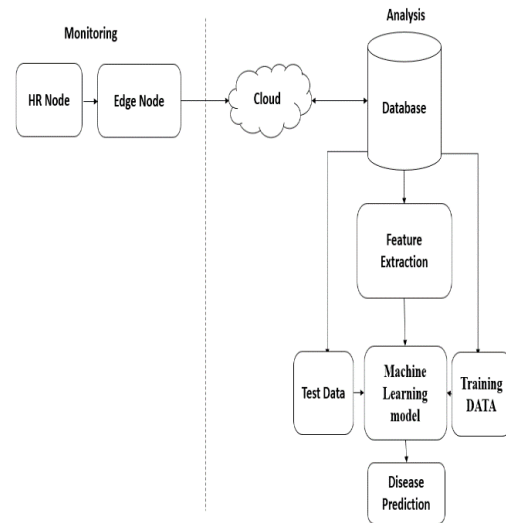 Analysis
Monitoring
HR Node
Edge Node
Cloud
Database
Feature
Extraction
Test Data
Machine
Learning
model
Training
DATA
Disease
Prediction